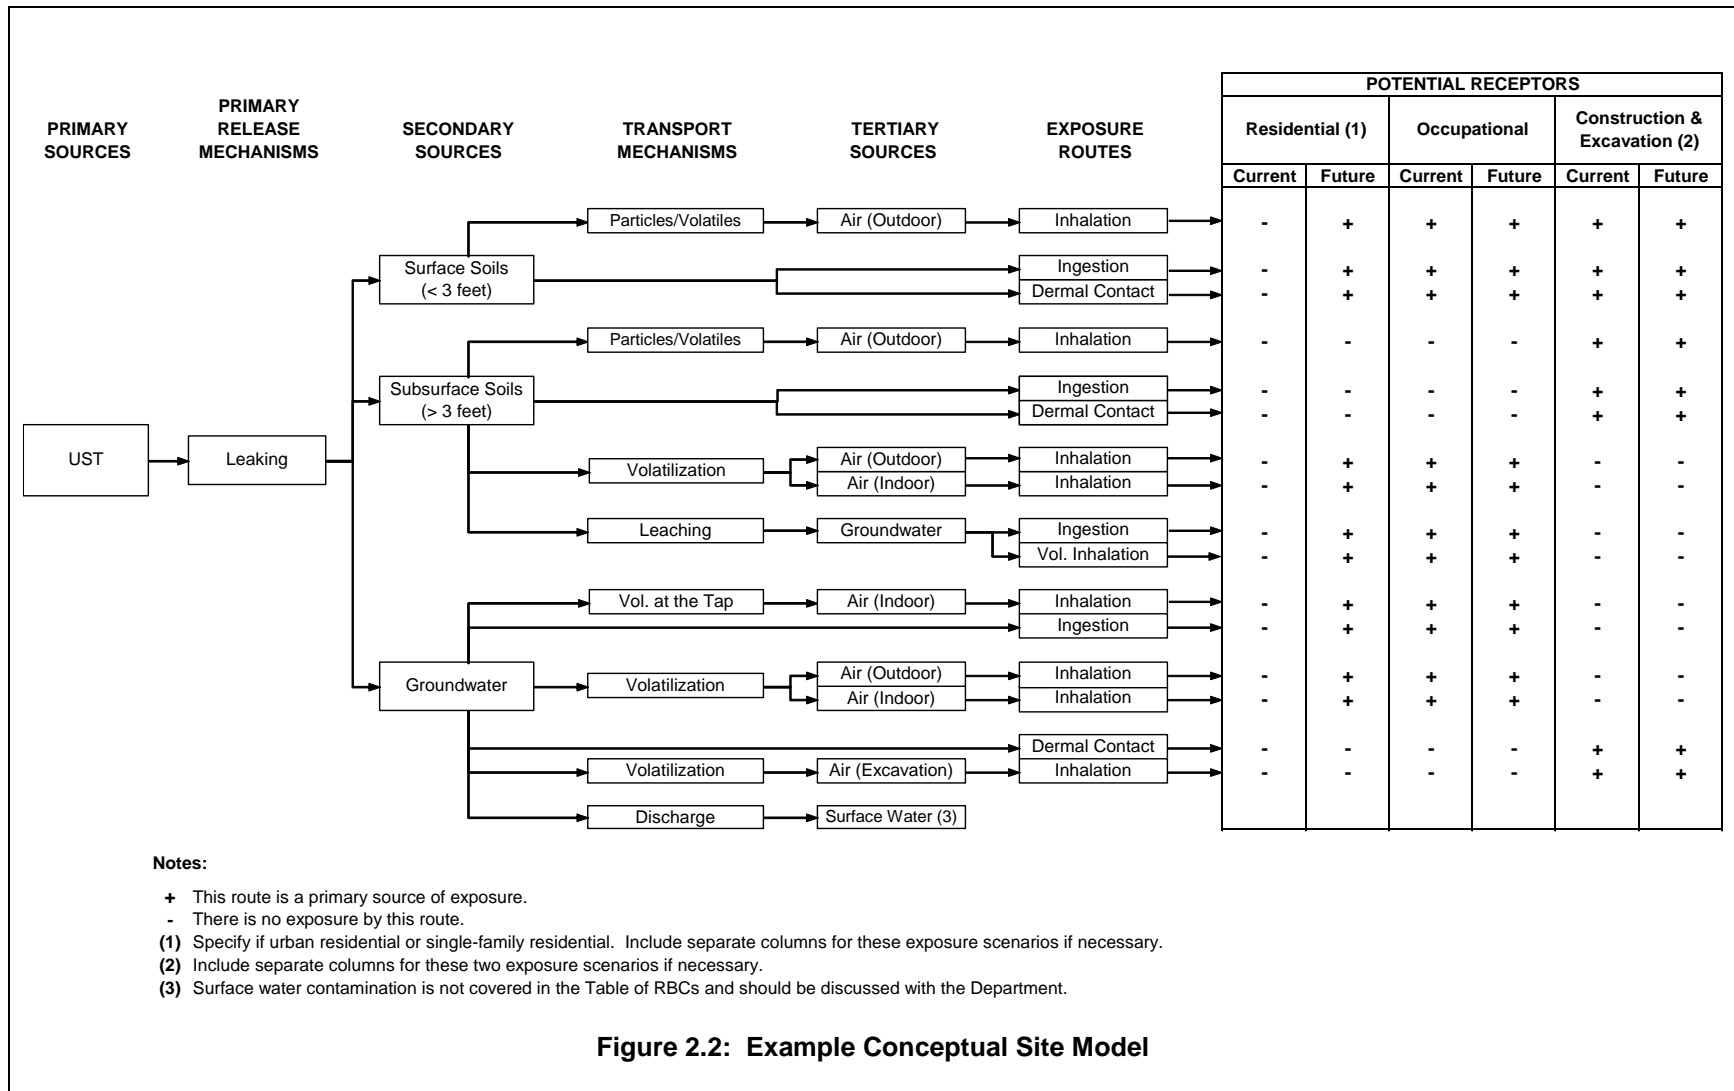 POTENTIAL RECEPTORS
PRIMARY SOURCES
PRIMARY RELEASE MECHANISMS
SECONDARY SOURCES
TRANSPORT MECHANISMS
TERTIARY SOURCES
EXPOSURE ROUTES
Residential (1)
Occupational
Construction & Excavation (2)
Current Future Current Future Current Future
Particles/Volatiles Air (Outdoor) Inhalation - + + + + +
Surface Soils
(< 3 feet)
Ingestion - + + + + +
Dermal Contact - + + + + +
Particles/Volatiles Air (Outdoor) Inhalation - - - - + +
Subsurface Soils
(> 3 feet)
Ingestion - - - - + +
Dermal Contact - - - - + +
UST
Leaking
Volatilization
Air (Outdoor) Inhalation - + + + - -
Air (Indoor) Inhalation - + + + - -
Leaching Groundwater Ingestion - + + + - -
Vol. Inhalation - + + + - -
Vol. at the Tap Air (Indoor) Inhalation - + + + - -
Ingestion - + + + - -
Groundwater
Volatilization
Air (Outdoor) Inhalation - + + + - -
Air (Indoor) Inhalation - + + + - -
Dermal Contact - - - - + +
Volatilization Air (Excavation) Inhalation - - - - + +
Discharge Surface Water (3)
Notes:
+ This route is a primary source of exposure.
- There is no exposure by this route.
(1) Specify if urban residential or single-family residential. Include separate columns for these exposure scenarios if necessary.
(2) Include separate columns for these two exposure scenarios if necessary.
(3) Surface water contamination is not covered in the Table of RBCs and should be discussed with the Department.
Figure 2.2: Example Conceptual Site Model